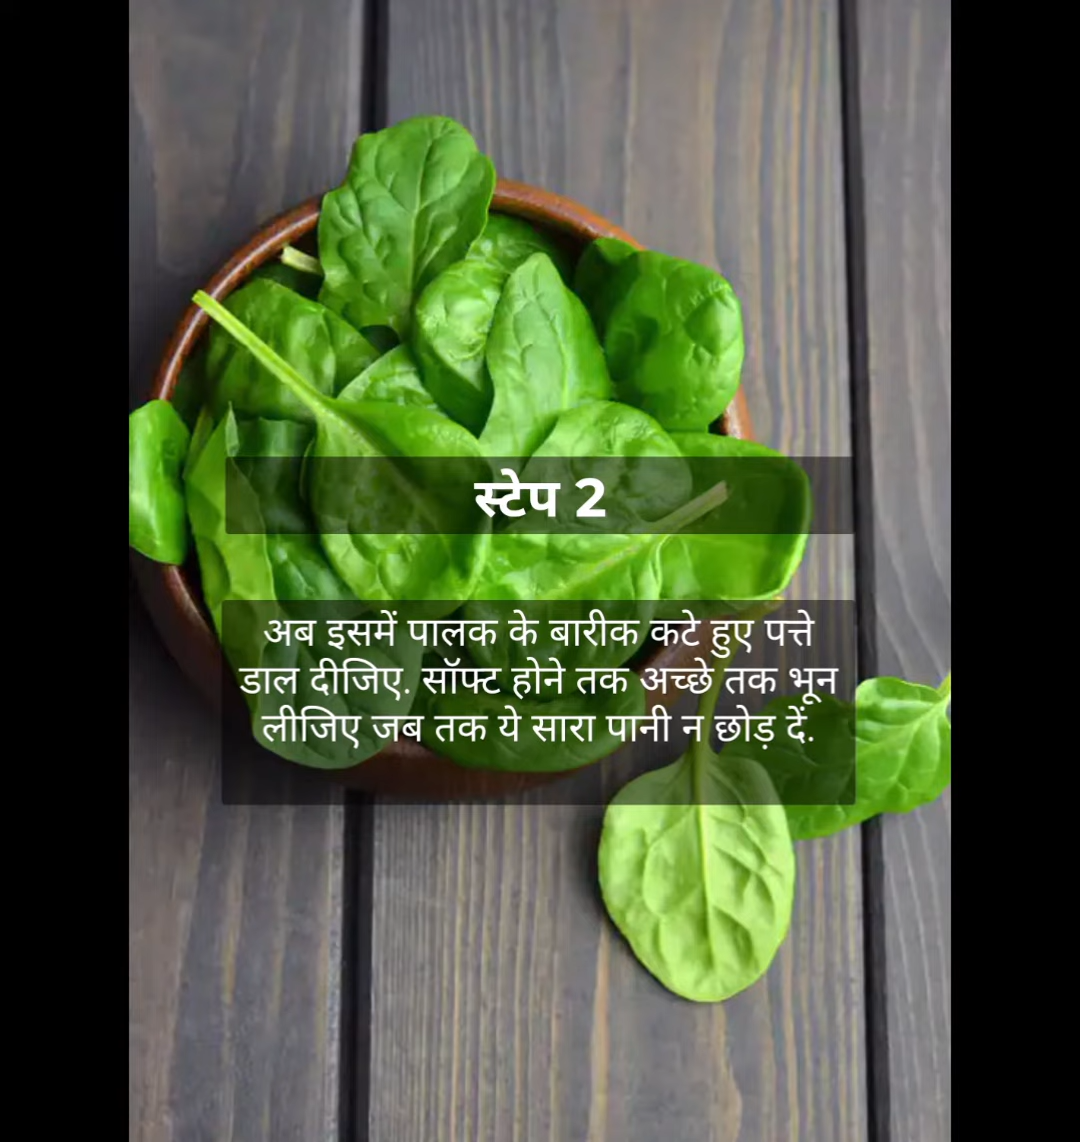 स्टेप 2
अब इसमें पालक के बारीक कटे हुए पत्ते
डाल दीजिए. सॉफ्ट होने तक अच्छे तक भून
लीजिए जब तक ये सारा पानी न छोड़ दें.